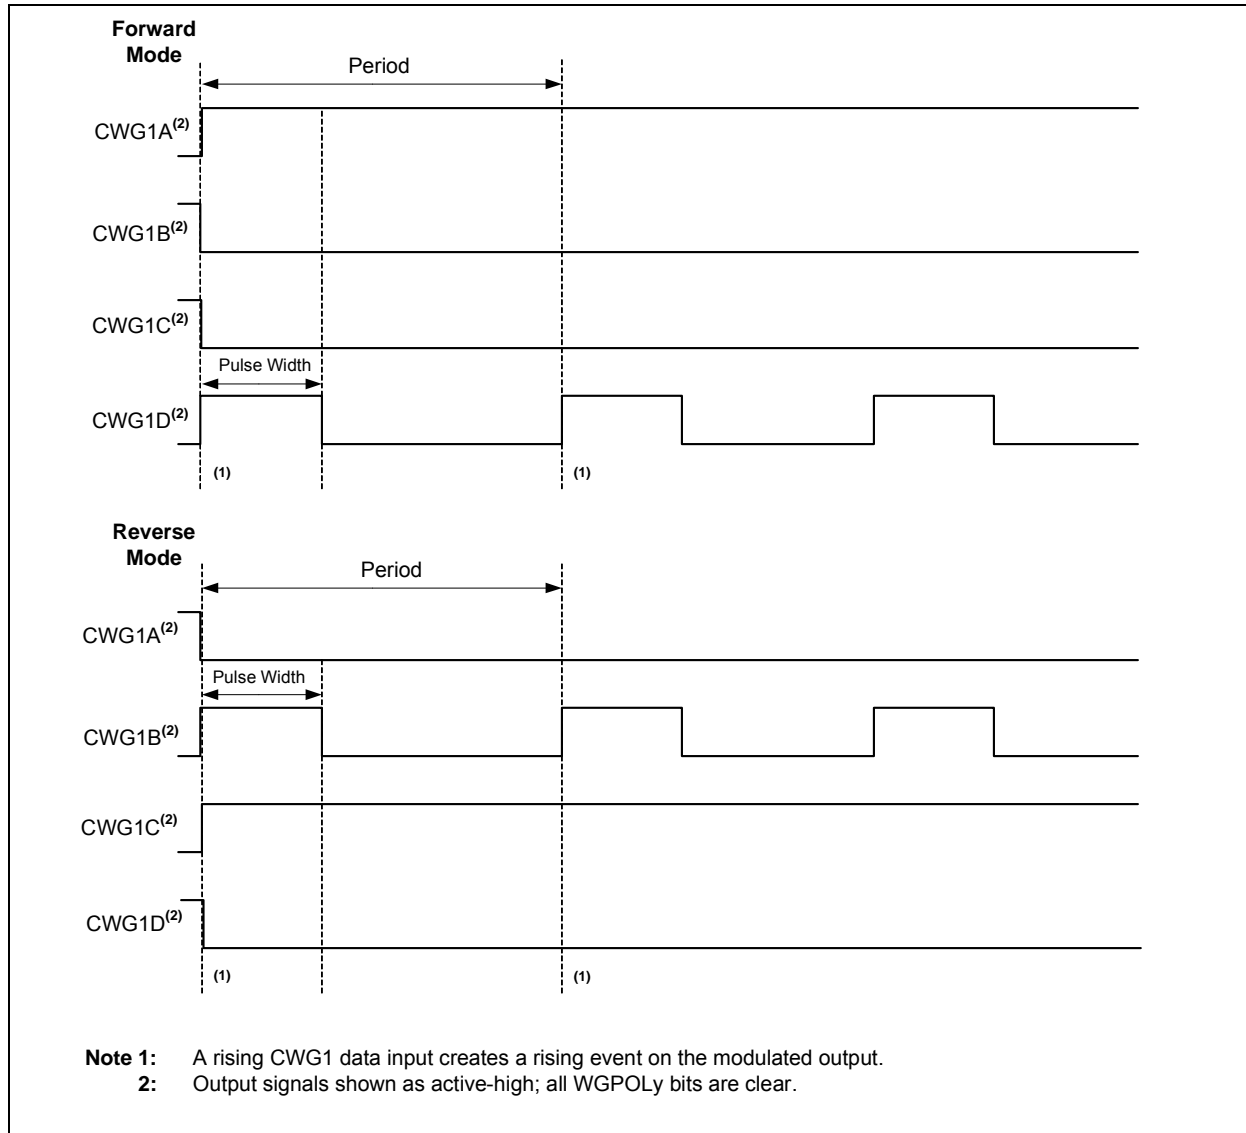 Forward
Mode
Period
CWG1A(2)
CWG1B(2)
CWG1C(2)
Pulse Width
CWG1D(2)
(1)
(1)
Reverse
Mode
Period
CWG1A(2)
Pulse Width
CWG1B(2)
CWG1C(2)
CWG1D(2)
(1)
(1)
Note 1: A rising CWG1 data input creates a rising event on the modulated output.
2: Output signals shown as active-high; all WGPOLy bits are clear.